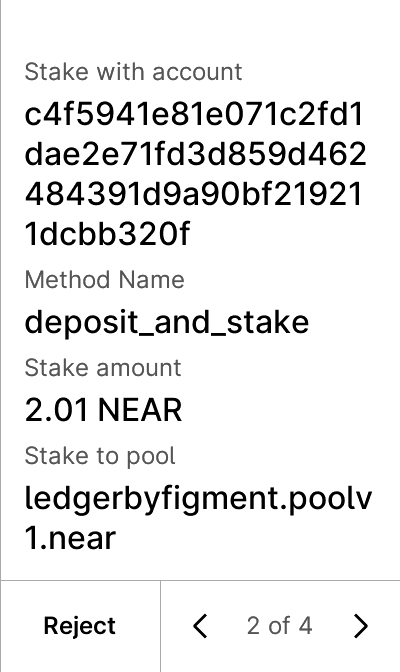 Stake with account
c4f5941e81e071c2fd1
dae2e71fd3d859d462
484391d9a90bf21921
1dcbb320f
Method Name
deposit_and_stake
Stake amount
2.01 NEAR
Stake to pool
ledgerbyfigment.poolv
1.near
Reject
2 of 4